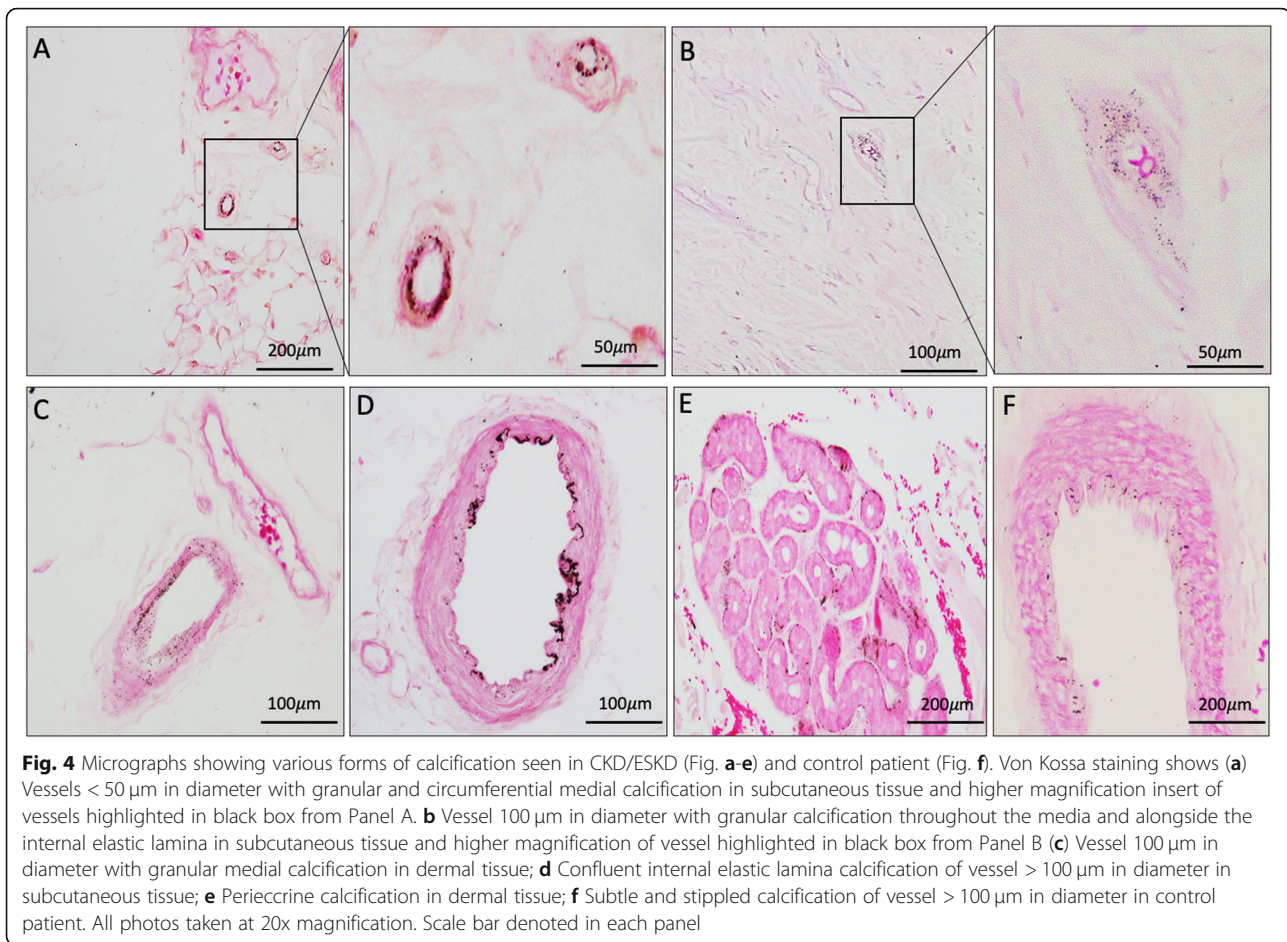 A
B
200μm
50μm
100μm
50μm
C
D
E
F
100μm
100μm
200μm
200μm
Fig. 4 Micrographs showing various forms of calcification seen in CKD/ESKD (Fig. a-e) and control patient (Fig. f). Von Kossa staining shows (a)
Vessels < 50 μm in diameter with granular and circumferential medial calcification in subcutaneous tissue and higher magnification insert of
vessels highlighted in black box from Panel A. b Vessel 100 μm in diameter with granular calcification throughout the media and alongside the
internal elastic lamina in subcutaneous tissue and higher magnification of vessel highlighted in black box from Panel B (c) Vessel 100 μm in
diameter with granular medial calcification in dermal tissue; d Confluent internal elastic lamina calcification of vessel > 100 μm in diameter in
subcutaneous tissue; e Perieccrine calcification in dermal tissue; f Subtle and stippled calcification of vessel > 100 μm in diameter in control
patient. All photos taken at 20x magnification. Scale bar denoted in each panel